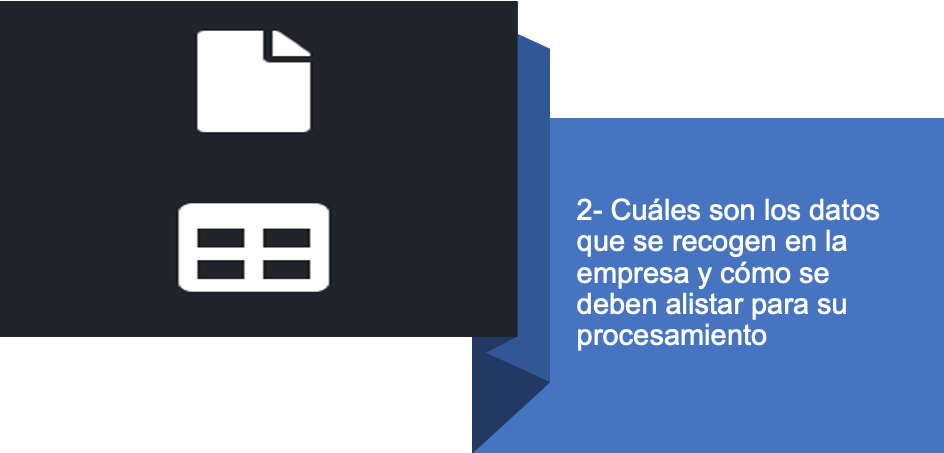 2- Cuáles son los datos
que se recogen en la
empresa y cómo se
deben alistar para su
procesamiento